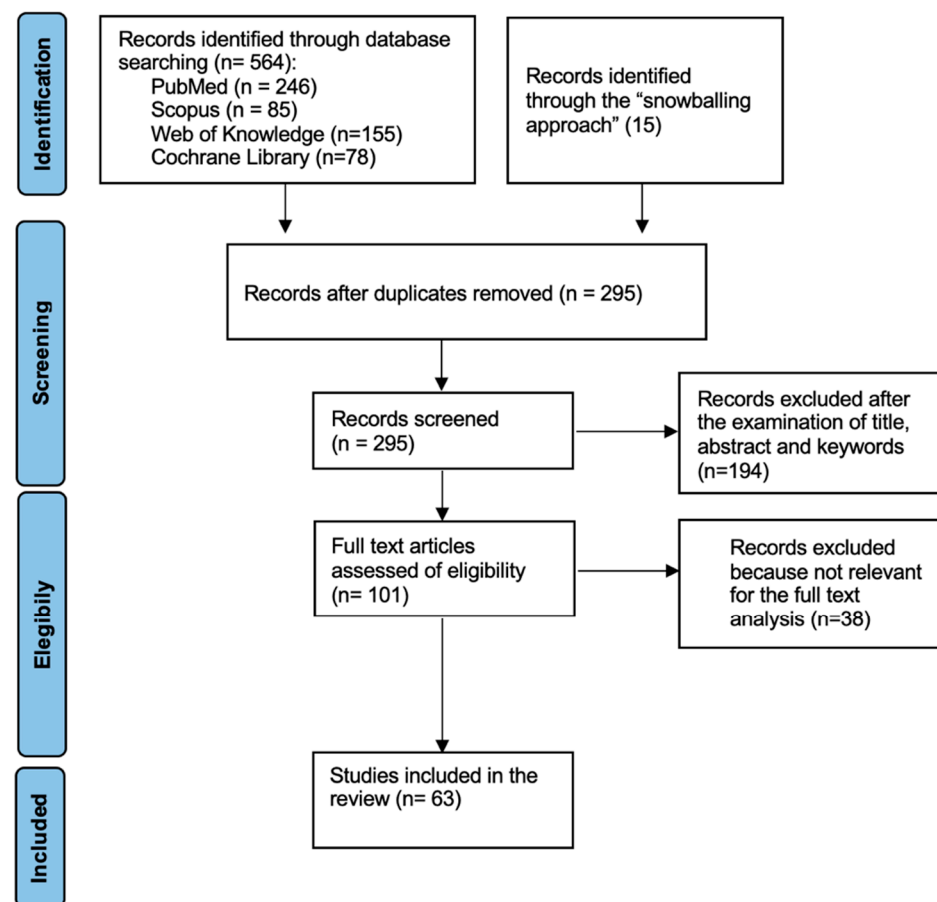 Identification
Records identified through database
searching (n= 564):
PubMed (n = 246)
Scopus (n = 85)
Web of Knowledge (n=155)
Cochrane Library (n=78)
Records identified
through the “snowballing
approach” (15)
Screening
Records after duplicates removed (n = 295)
Records screened
(n = 295)
Records excluded after
the examination of title,
abstract and keywords
(n=194)
Elegibily
Full text articles
assessed of eligibility
(n= 101)
Records excluded
because not relevant
for the full text
analysis (n=38)
Included
Studies included in the
review (n= 63)